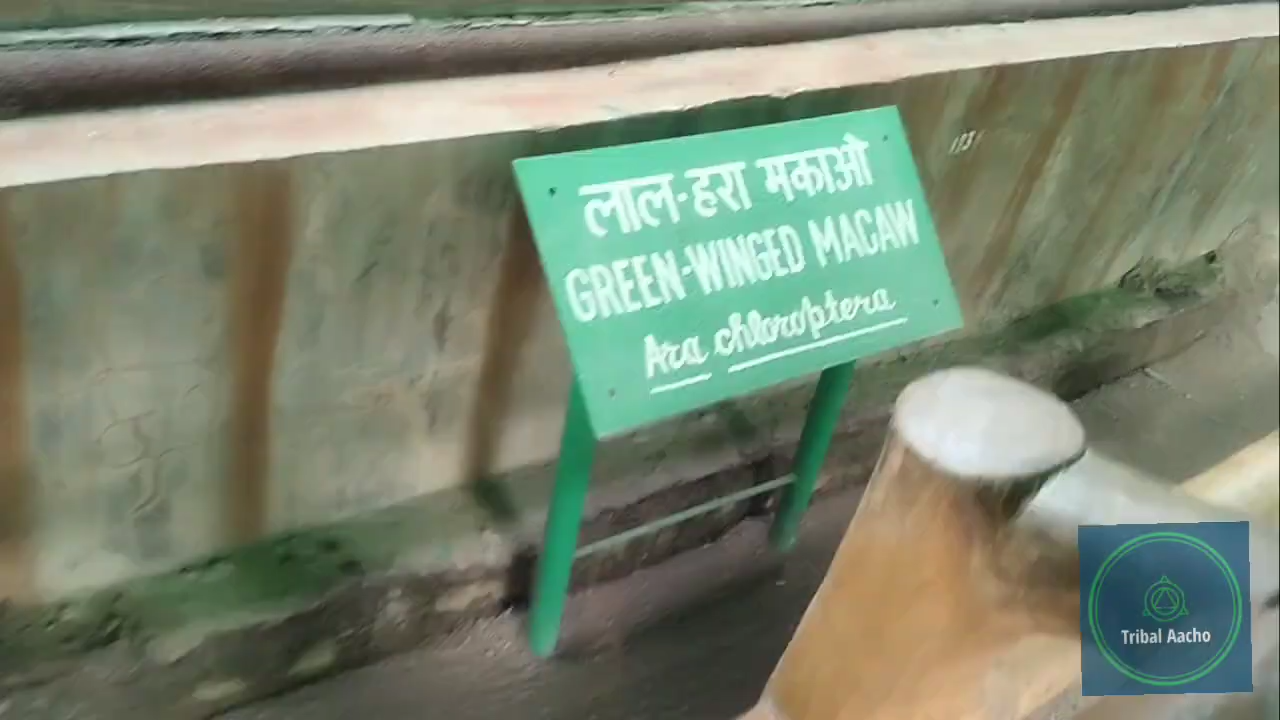 लाल-हरा मकाओ
GREEN-WINGED MACAW
Ara chloroptera
Tribal Aacho